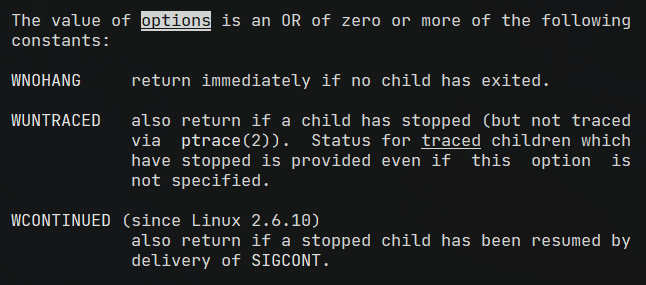 The value of options is an OR of zero or more of the following
constants:
WNOHANG return immediately if no child has exited.
WUNTRACED also return if a child has stopped (but not traced
via ptrace(2)). Status for traced children which
have stopped is provided even if this option is
not specified.
WCONTINUED (since Linux 2.6.10)
also return if a stopped child has been resumed by
delivery of SIGCONT.